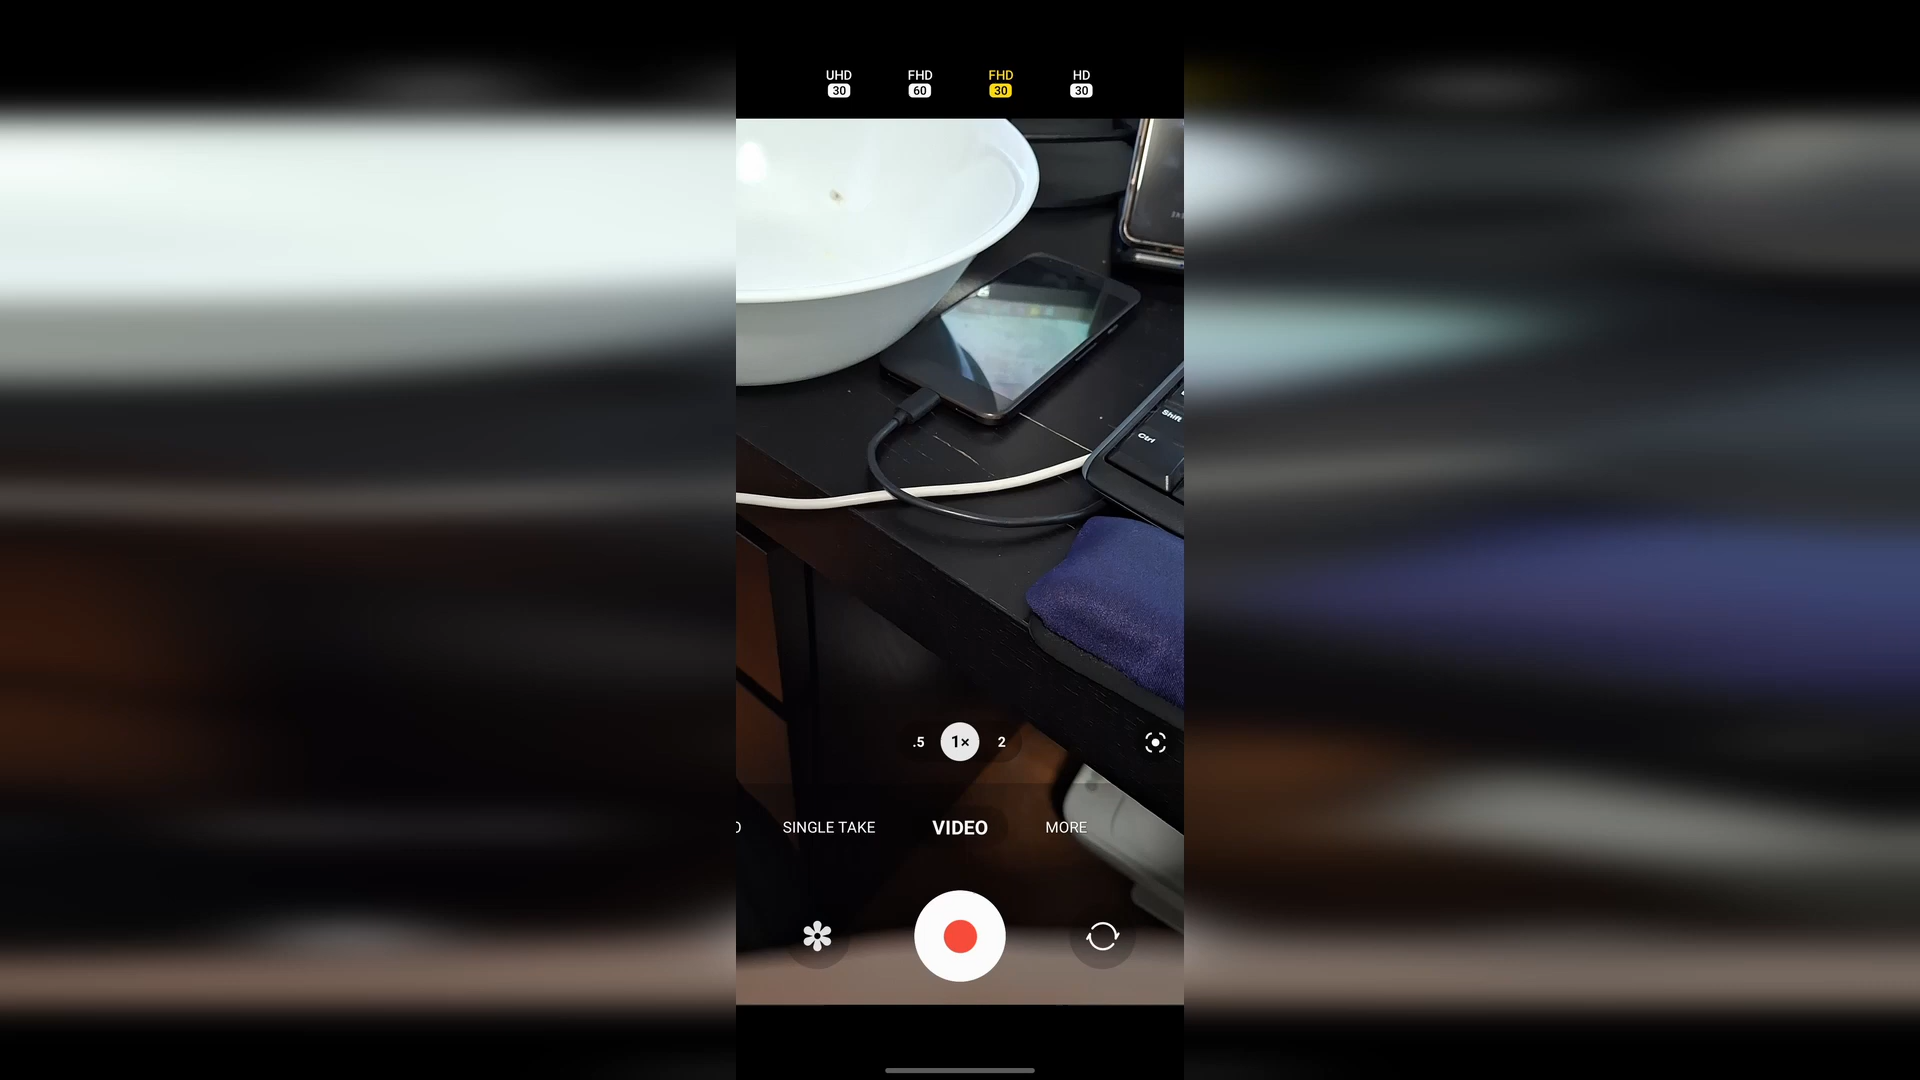 UHD FHD FHD HD
30 60 30 30
Shift
Ctrl
.5 1× 2
SINGLE TAKE VIDEO MORE